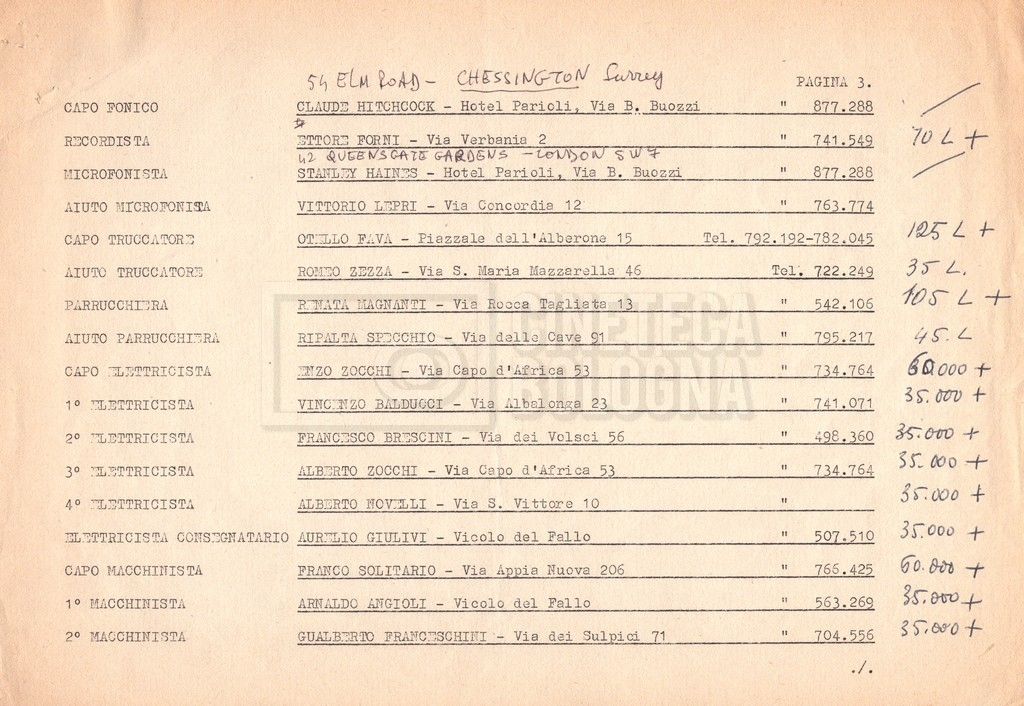 54 ELM ROAD - CHESSINGTON Surrey PAGINA 3.
CAPO FONICO CLAUDE HITCHCOCK - Hotel Parioli, Via B. Buozzi " 877.288
RECORDISTA ETTORE FORNI - Via Verbania 2 " 741.549 70 L +
42 QUEENSGATE GARDENS - LONDON SW7
MICROFONISTA STANLEY HAINES - Hotel Parioli, Via B. Buozzi " 877.288
AIUTO MICROFONISTA VITTORIO LEPRI - Via Concordia 12 " 763.774
CAPO TRUCCATORE OTELLO FAVA - Piazzale dell'Alberone 15 Tel. 792.192-782.045 125 L +
AIUTO TRUCCATORE ROMEO ZEZZA - Via S. Maria Mazzarella 46 Tel. 722.249 35 L.
PARRUCCHIERA RENATA MAGNANTI - Via Rocca Tagliata 13 " 542.106 105 L +
AIUTO PARRUCCHIERA RIPALTA SPECCHIO - Via delle Cave 91 " 795.217 45. L
CAPO ELETTRICISTA ENZO ZOCCHI - Via Capo d'Africa 53 " 734.764 60.000 +
1º ELETTRICISTA VINCENZO BALDUCCI - Via Albalonga 23 " 741.071 35.000 +
2º ELETTRICISTA FRANCESCO BRESCINI - Via dei Volsci 56 " 498.360 35.000 +
3º ELETTRICISTA ALBERTO ZOCCHI - Via Capo d'Africa 53 " 734.764 35.000 +
4º ELETTRICISTA ALBERTO NOVELLI - Via S. Vittore 10 " 35.000 +
ELETTRICISTA CONSEGNATARIO AURELIO GIULIVI - Vicolo del Fallo " 507.510 35.000 +
CAPO MACCHINISTA FRANCO SOLITARIO - Via Appia Nuova 206 " 766.425 60.000 +
1º MACCHINISTA ARNALDO ANGIOLI - Vicolo del Fallo " 563.269 35.000 +
2º MACCHINISTA GUALBERTO FRANCESCHINI - Via dei Sulpici 71 " 704.556 35.000 +
./.
CINETECA
BOLOGNA